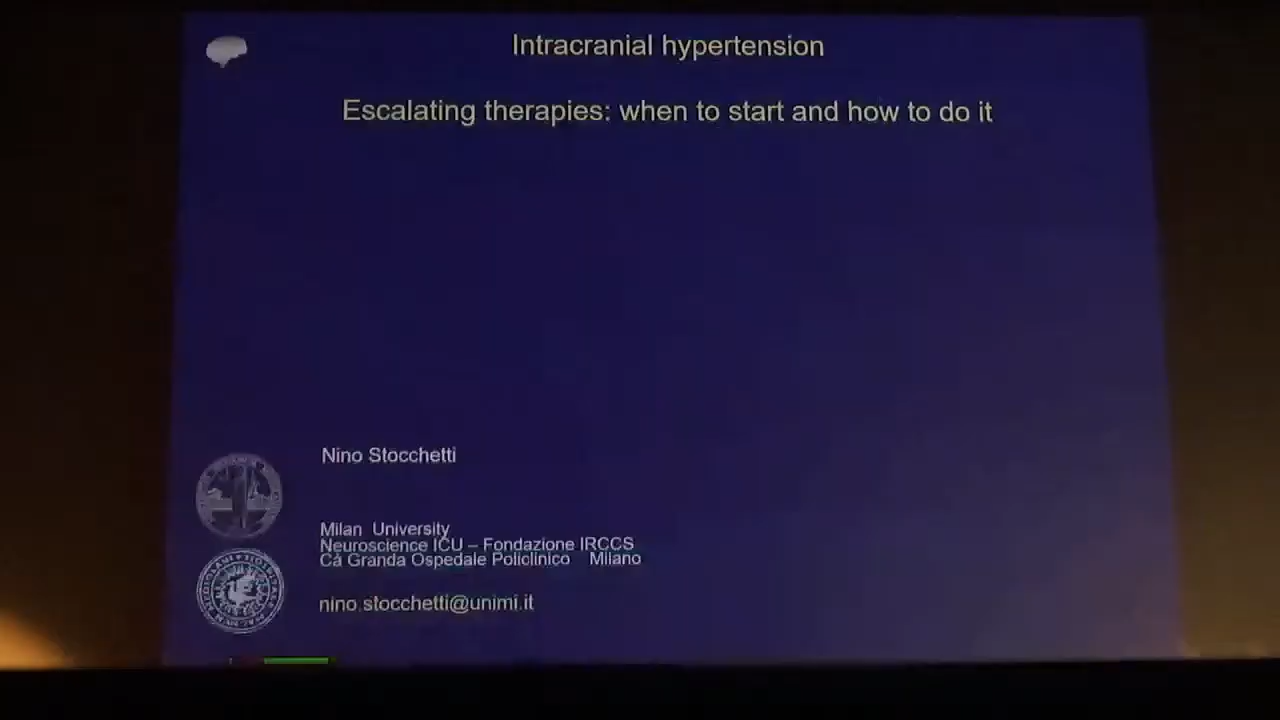 Intracranial hypertension
Escalating therapies: when to start and how to do it
Nino Stocchetti
Milan University
Neuroscience ICU – Fondazione IRCCS
Cà Granda Ospedale Policlinico Milano
nino.stocchetti@unimi.it